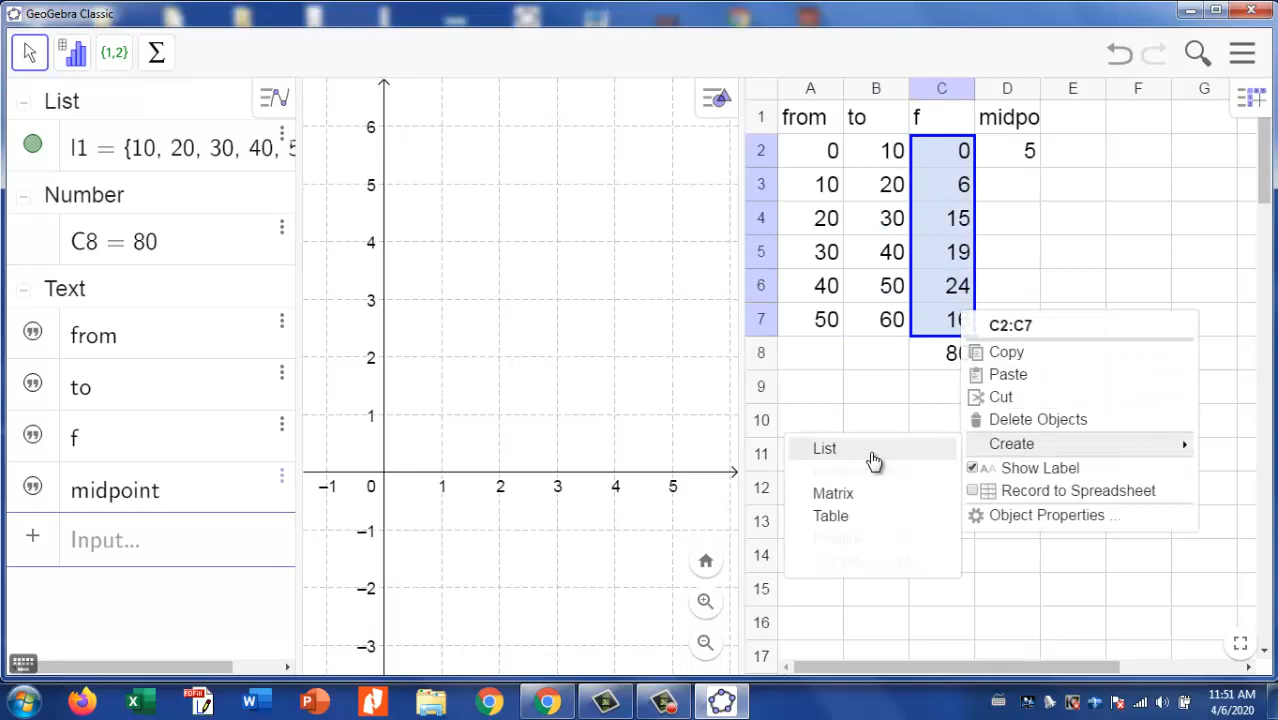 GeoGebra Classic
{1,2} Σ
List
l1 = {10, 20, 30, 40, 5
Number
C8 = 80
Text
from
to
f
midpoint
+ Input...
6
5
4
3
2
1
−1 0 1 2 3 4 5
−1
−2
−3
A B C D E F G
1 from to f midpo
2 0 10 0 5
3 10 20 6
4 20 30 15
5 30 40 19
6 40 50 24
7 50 60 16
8 80
9
10
11
12
13
14
15
16
17
C2:C7
Copy
Paste
Cut
Delete Objects
Create
AA Show Label
Record to Spreadsheet
Object Properties ...
List
Matrix
Table
11:51 AM
4/6/2020